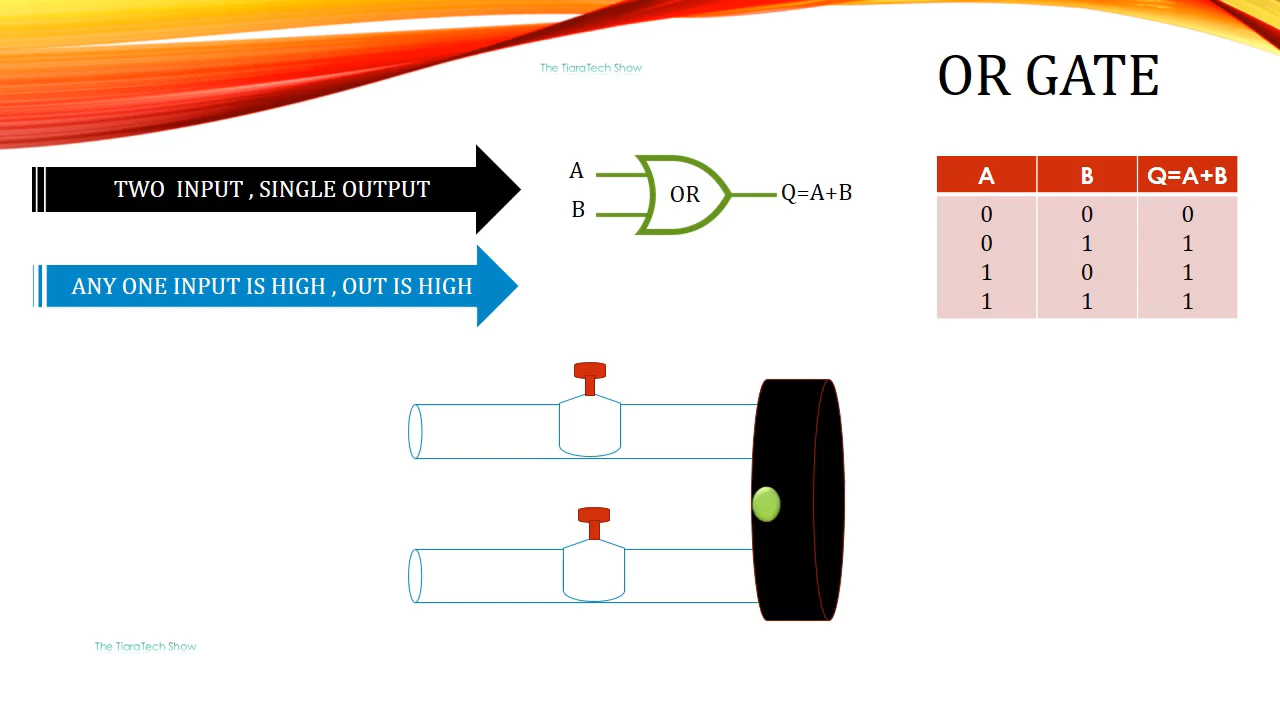 The TiaraTech Show
OR GATE
TWO INPUT , SINGLE OUTPUT
ANY ONE INPUT IS HIGH , OUT IS HIGH
A
B
OR
Q=A+B
A B Q=A+B
0 0 0
0 1 1
1 0 1
1 1 1
The TiaraTech Show